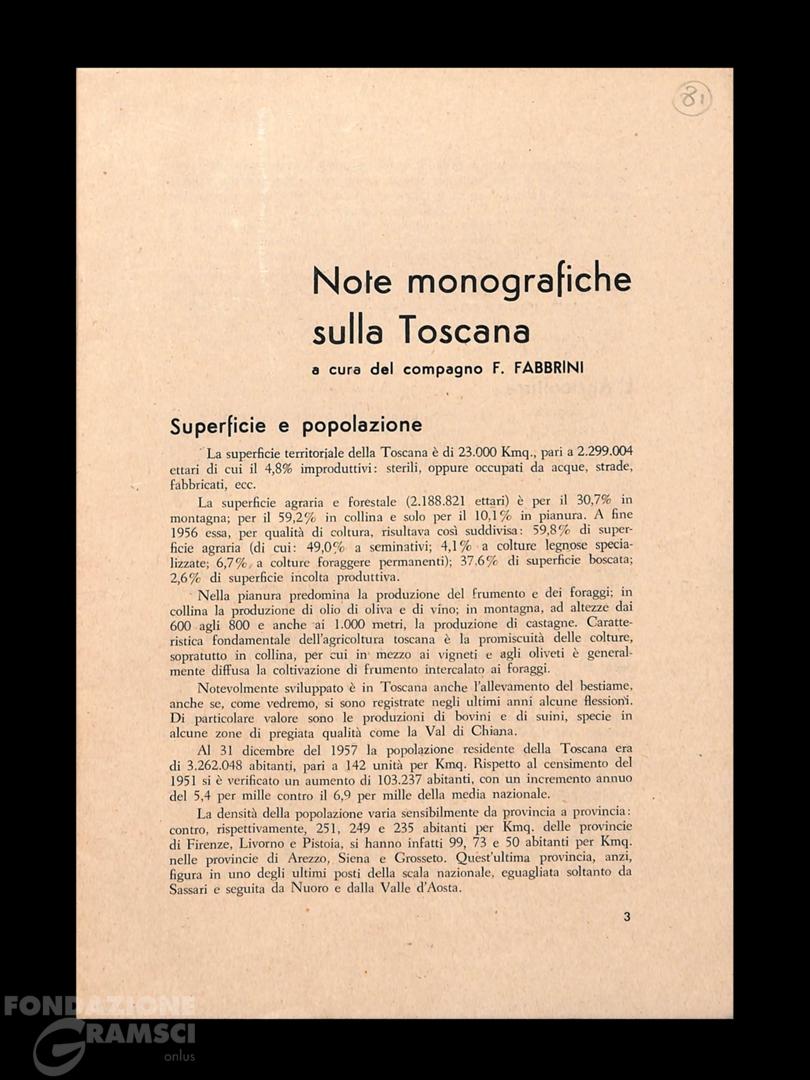 81
Note monografiche
sulla Toscana
a cura del compagno F. FABBRINI
Superficie e popolazione
La superficie territoriale della Toscana è di 23.000 Kmq., pari a 2.299.004
ettari di cui il 4,8% improduttivi: sterili, oppure occupati da acque, strade,
fabbricati, ecc.
La superficie agraria e forestale (2.188.821 ettari) è per il 30,7% in
montagna; per il 59,2% in collina e solo per il 10,1% in pianura. A fine
1956 essa, per qualità di coltura, risultava così suddivisa: 59,8% di super-
ficie agraria (di cui: 49,0% a seminativi; 4,1% a colture legnose specia-
lizzate; 6,7% a colture foraggere permanenti); 37.6% di superficie boscata;
2,6% di superficie incolta produttiva.
Nella pianura predomina la produzione del frumento e dei foraggi; in
collina la produzione di olio di oliva e di vino; in montagna, ad altezze dai
600 agli 800 e anche ai 1.000 metri, la produzione di castagne. Caratte-
ristica fondamentale dell'agricoltura toscana è la promiscuità delle colture,
sopratutto in collina, per cui in mezzo ai vigneti e agli oliveti è general-
mente diffusa la coltivazione di frumento intercalato ai foraggi.
Notevolmente sviluppato è in Toscana anche l'allevamento del bestiame,
anche se, come vedremo, si sono registrate negli ultimi anni alcune flessioni.
Di particolare valore sono le produzioni di bovini e di suini, specie in
alcune zone di pregiata qualità come la Val di Chiana.
Al 31 dicembre del 1957 la popolazione residente della Toscana era
di 3.262.048 abitanti, pari a 142 unità per Kmq. Rispetto al censimento del
1951 si è verificato un aumento di 103.237 abitanti, con un incremento annuo
del 5,4 per mille contro il 6,9 per mille della media nazionale.
La densità della popolazione varia sensibilmente da provincia a provincia:
contro, rispettivamente, 251, 249 e 235 abitanti per Kmq. delle provincie
di Firenze, Livorno e Pistoia, si hanno infatti 99, 73 e 50 abitanti per Kmq.
nelle provincie di Arezzo, Siena e Grosseto. Quest'ultima provincia, anzi,
figura in uno degli ultimi posti della scala nazionale, eguagliata soltanto da
Sassari e seguita da Nuoro e dalla Valle d'Aosta.
3
FONDAZIONE
GRAMSCI
onlus